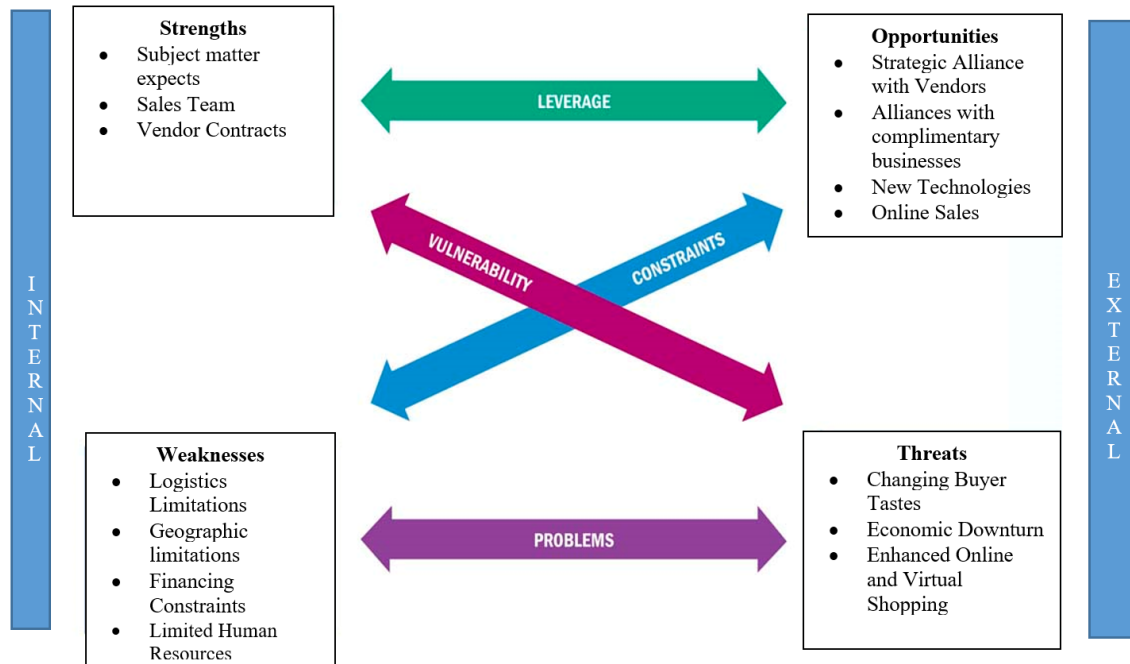 INTERNAL
Strengths
● Subject matter
expects
● Sales Team
● Vendor Contracts
LEVERAGE
Opportunities
● Strategic Alliance
with Vendors
● Alliances with
complimentary
businesses
● New Technologies
● Online Sales
VULNERABILITY
CONSTRAINTS
Weaknesses
● Logistics
Limitations
● Geographic
limitations
● Financing
Constraints
● Limited Human
Resources
PROBLEMS
Threats
● Changing Buyer
Tastes
● Economic Downturn
● Enhanced Online
and Virtual
Shopping
EXTERNAL